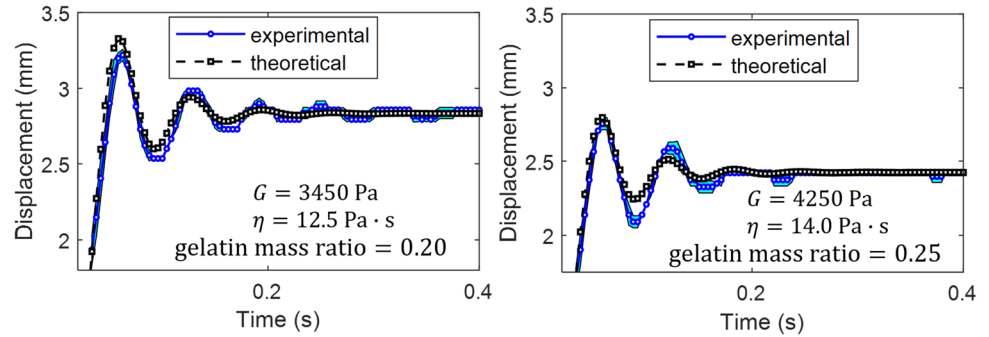 3.5
experimental
theoretical
3
2.5
2
Displacement (mm)
G = 3450 Pa
η = 12.5 Pa · s
gelatin mass ratio = 0.20
0.2
0.4
Time (s)
3.5
experimental
theoretical
3
2.5
2
Displacement (mm)
G = 4250 Pa
η = 14.0 Pa · s
gelatin mass ratio = 0.25
0.2
0.4
Time (s)